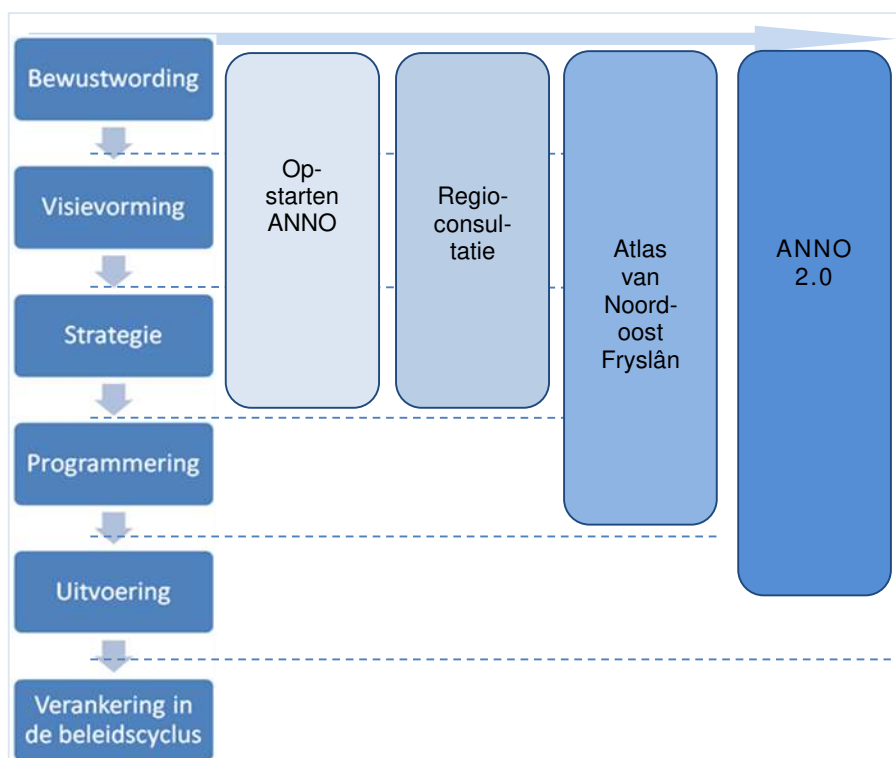 Bewustwording
Visievorming
Strategie
Programmering
Uitvoering
Verankering in
de beleidscyclus
Op-
starten
ANNO
Regio-
consul-
tatie
Atlas
van
Noord-
oost
Fryslân
ANNO
2.0